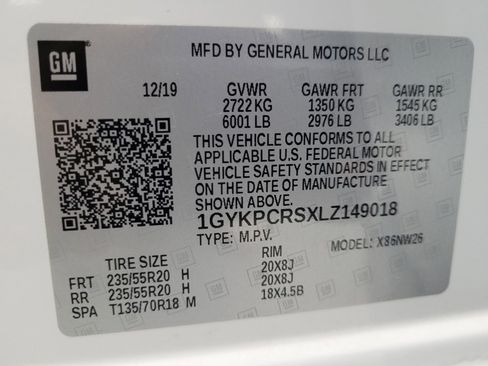 GM
MFD BY GENERAL MOTORS LLC
12/19 GVWR GAWR FRT GAWR RR
2722 KG 1350 KG 1545 KG
6001 LB 2976 LB 3406 LB
THIS VEHICLE CONFORMS TO ALL
APPLICABLE U.S. FEDERAL MOTOR
VEHICLE SAFETY STANDARDS IN
EFFECT ON THE DATE OF MANUFACTURE
SHOWN ABOVE.
1GYKPCRSXLZ149018
TYPE: M.P.V. MODEL: X86NW26
TIRE SIZE RIM
FRT 235/55R20 H 20X8J
RR 235/55R20 H 20X8J
SPA T135/70R18 M 18X4.5B